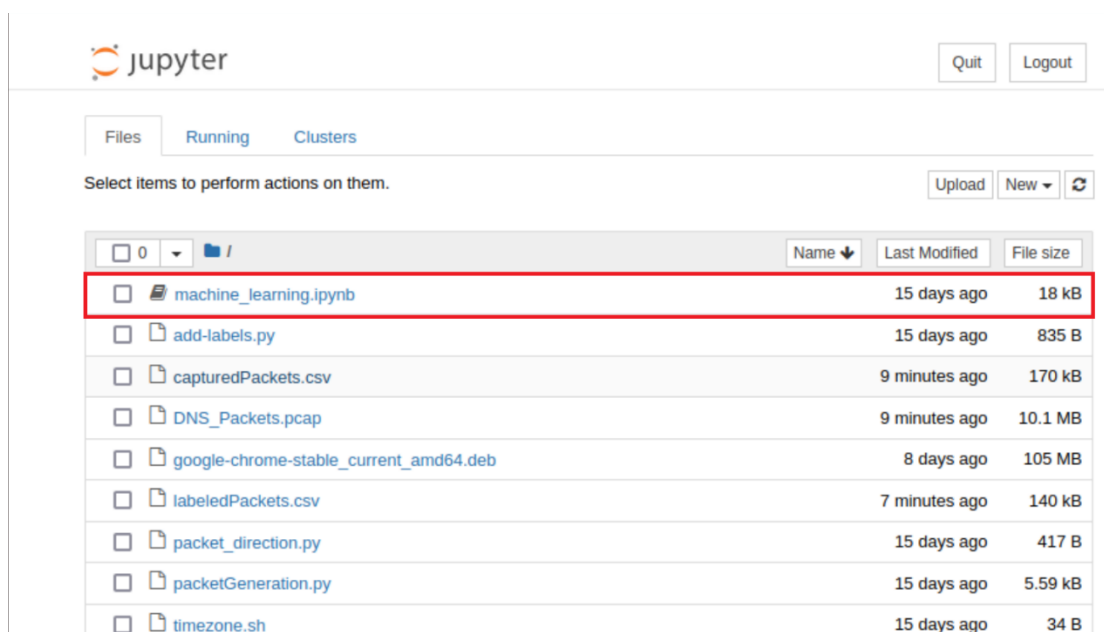 jupyter
Quit Logout
Files Running Clusters
Select items to perform actions on them.
Upload New
0 / Name Last Modified File size
machine_learning.ipynb 15 days ago 18 kB
add-labels.py 15 days ago 835 B
capturedPackets.csv 9 minutes ago 170 kB
DNS_Packets.pcap 9 minutes ago 10.1 MB
google-chrome-stable_current_amd64.deb 8 days ago 105 MB
labeledPackets.csv 7 minutes ago 140 kB
packet_direction.py 15 days ago 417 B
packetGeneration.py 15 days ago 5.59 kB
timezone.sh 15 days ago 34 B